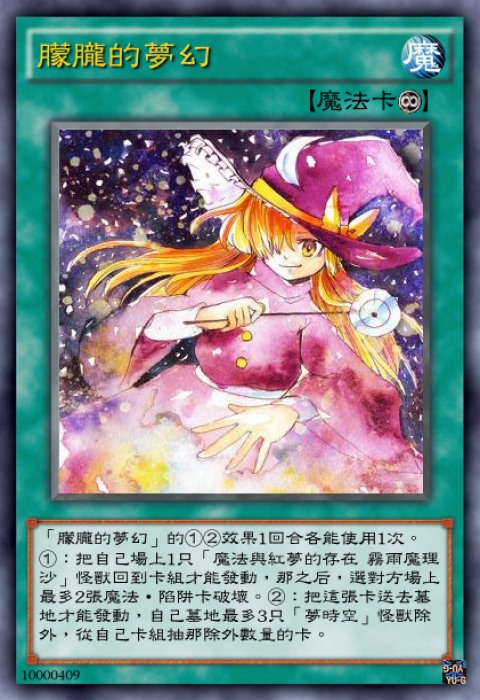 朦朧的夢幻
魔
【魔法卡】
「朦朧的夢幻」的①②效果1回合各能使用1次。
①：把自己場上1只「魔法與紅夢的存在 霧雨魔理
沙」怪獸回到卡組才能發動，那之后，選對方場上
最多2張魔法·陷阱卡破壞。②：把這張卡送去墓
地才能發動，自己墓地最多3只「夢時空」怪獸除
外，從自己卡組抽那除外數量的卡。
10000409